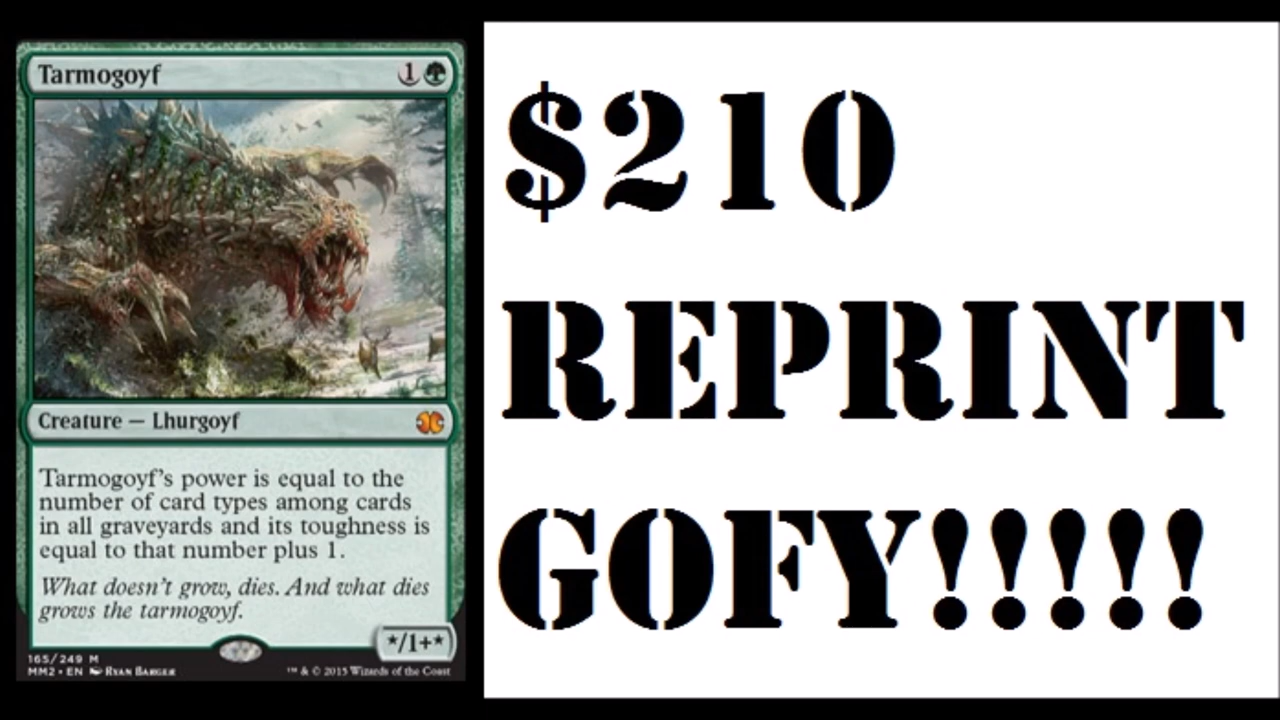 Tarmogoyf
1
Creature — Lhurgoyf
Tarmogoyf's power is equal to the
number of card types among cards
in all graveyards and its toughness is
equal to that number plus 1.
What doesn't grow, dies. And what dies
grows the tarmogoyf.
*/1+*
165/249 M
MM2 • EN Ryan Barger
™ & © 2015 Wizards of the Coast
$210
REPRINT
GOFY!!!!!